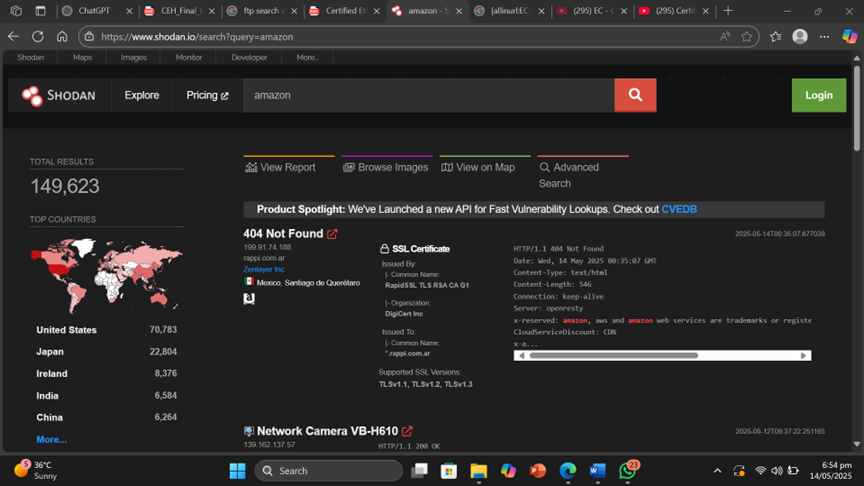 ChatGPT
CEH_Final_
ftp search
Certified Et
amazon - S
[allinurl:EC-
(295) EC - C
(295) Certi
https://www.shodan.io/search?query=amazon
Shodan
Maps
Images
Monitor
Developer
More...
SHODAN
Explore
Pricing
amazon
Login
TOTAL RESULTS
149,623
TOP COUNTRIES
United States 70,783
Japan 22,804
Ireland 8,376
India 6,584
China 6,264
More...
View Report
Browse Images
View on Map
Advanced
Search
Product Spotlight: We've Launched a new API for Fast Vulnerability Lookups. Check out CVEDB
404 Not Found
2025-05-14T00:35:07.677039
199.91.74.188
rappi.com.ar
Zenlayer Inc
Mexico, Santiago de Querétaro
SSL Certificate
Issued By:
|- Common Name:
RapidSSL TLS RSA CA G1
|- Organization:
DigiCert Inc
Issued To:
|- Common Name:
*.rappi.com.ar
Supported SSL Versions:
TLSv1.1, TLSv1.2, TLSv1.3
HTTP/1.1 404 Not Found
Date: Wed, 14 May 2025 00:35:07 GMT
Content-Type: text/html
Content-Length: 546
Connection: keep-alive
Server: openresty
x-reserved: amazon, aws and amazon web services are trademarks or registe
CloudServiceDiscount: CDN
x-a...
Network Camera VB-H610
2025-05-12T09:37:22.251165
139.162.137.57
HTTP/1.1 200 OK
5
36°C
Sunny
Search
23
6:54 pm
14/05/2025